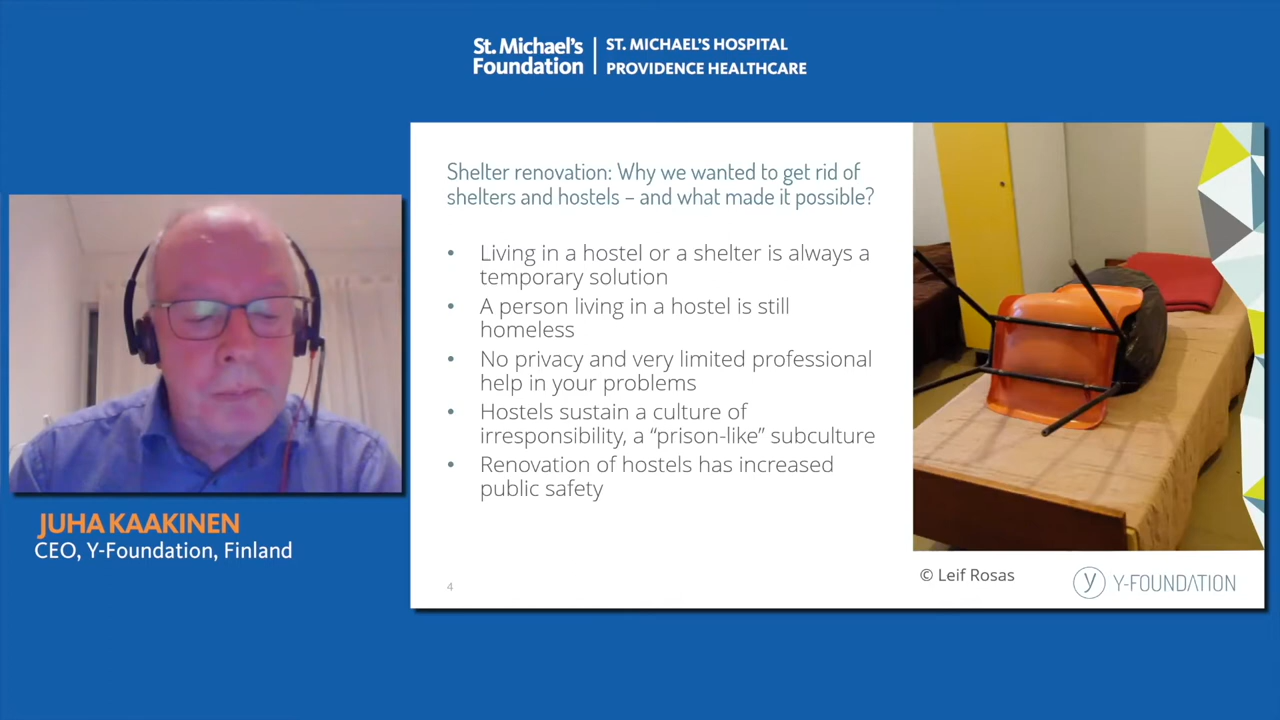 St. Michael's
Foundation
ST. MICHAEL'S HOSPITAL
PROVIDENCE HEALTHCARE
Shelter renovation: Why we wanted to get rid of
shelters and hostels – and what made it possible?
• Living in a hostel or a shelter is always a
temporary solution
• A person living in a hostel is still
homeless
• No privacy and very limited professional
help in your problems
• Hostels sustain a culture of
irresponsibility, a “prison-like” subculture
• Renovation of hostels has increased
public safety
4
© Leif Rosas
y Y-FOUNDATION
JUHA KAAKINEN
CEO, Y-Foundation, Finland